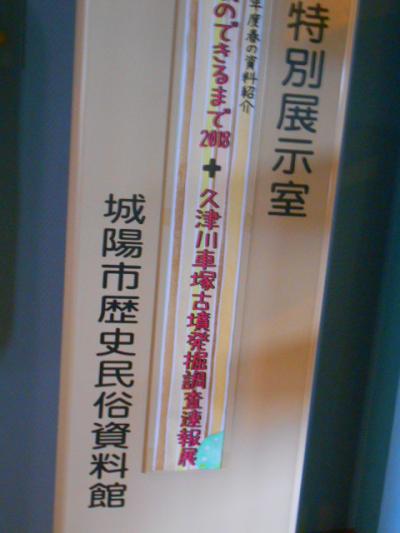 特別展示室
年度春の資料紹介
のできるまで2018+久津川車塚古墳発掘調査速報展
城陽市歴史民俗資料館